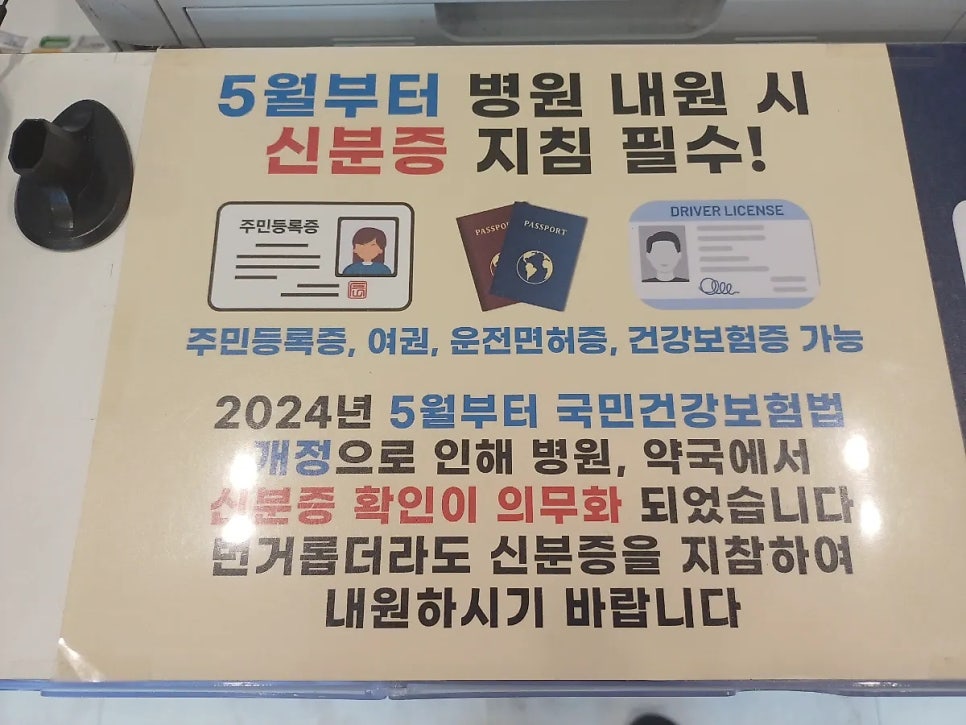 5월부터 병원 내원 시
신분증 지침 필수!
주민등록증
PASSPORT
PASSPORT
DRIVER LICENSE
주민등록증, 여권, 운전면허증, 건강보험증 가능
2024년 5월부터 국민건강보험법
개정으로 인해 병원, 약국에서
신분증 확인이 의무화 되었습니다
번거롭더라도 신분증을 지참하여
내원하시기 바랍니다